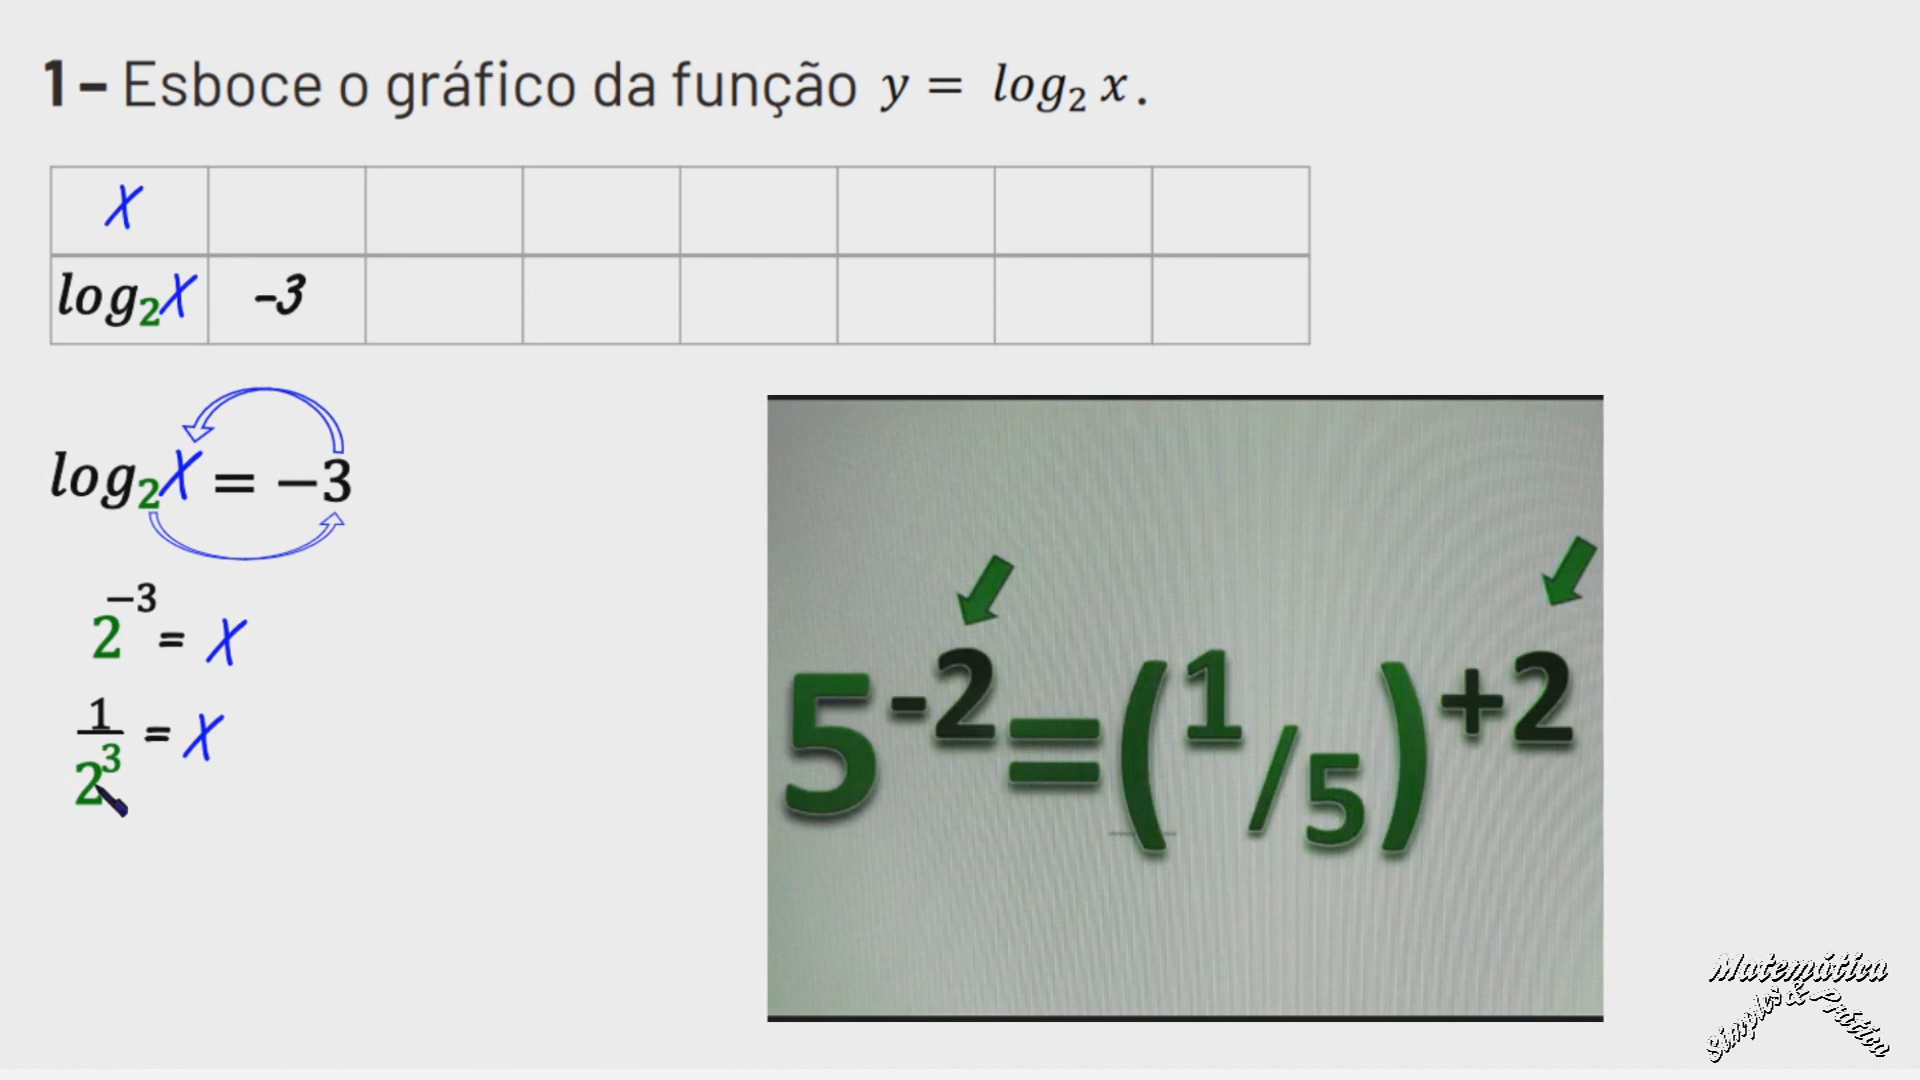 1 – Esboce o gráfico da função y = log₂ x.
X
log₂X -3
log₂X = −3
2⁻³ = X
1/2³ = X
5⁻²=(1/5)⁺²
Matemática
Simples & Prático